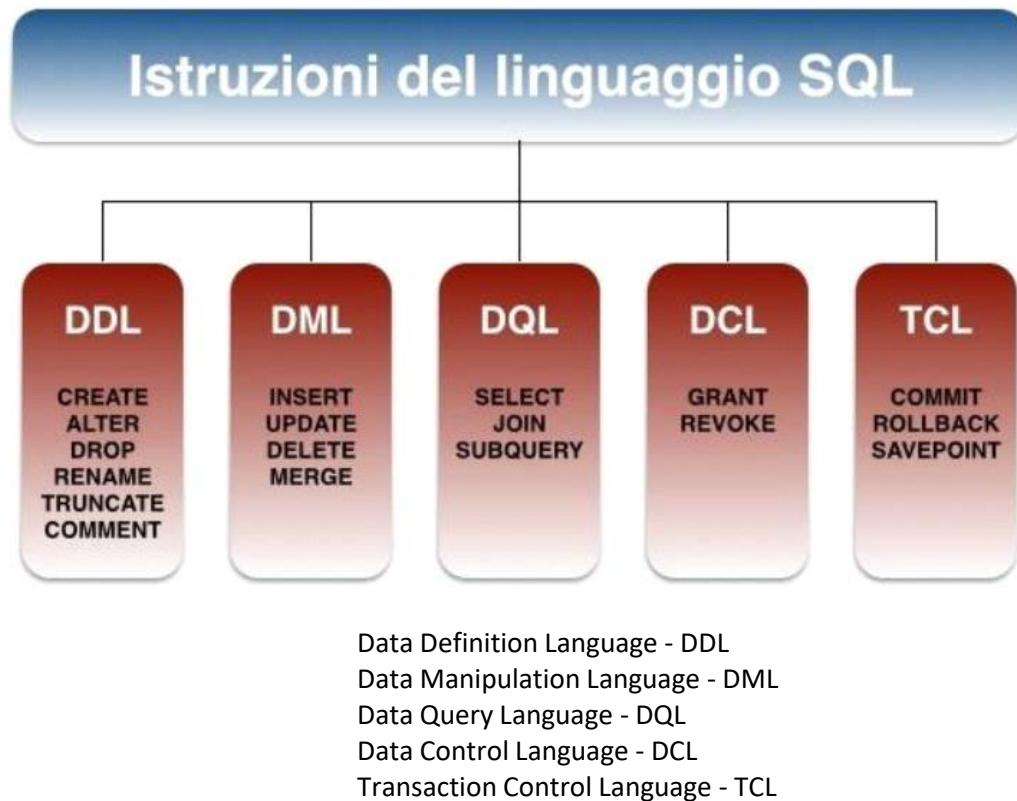 Istruzioni del linguaggio SQL
DDL
CREATE
ALTER
DROP
RENAME
TRUNCATE
COMMENT
DML
INSERT
UPDATE
DELETE
MERGE
DQL
SELECT
JOIN
SUBQUERY
DCL
GRANT
REVOKE
TCL
COMMIT
ROLLBACK
SAVEPOINT
Data Definition Language - DDL
Data Manipulation Language - DML
Data Query Language - DQL
Data Control Language - DCL
Transaction Control Language - TCL